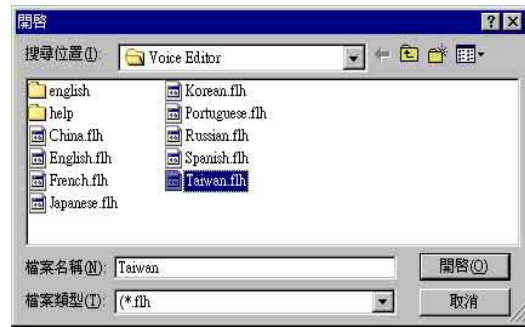 開啓
搜尋位置(I): Voice Editor
english
help
China.flh
English.flh
French.flh
Japanese.flh
Korean.flh
Portuguese.flh
Russian.flh
Spanish.flh
Taiwan.flh
檔案名稱(N): Taiwan
開啓(O)
檔案類型(T): (*.flh
取消